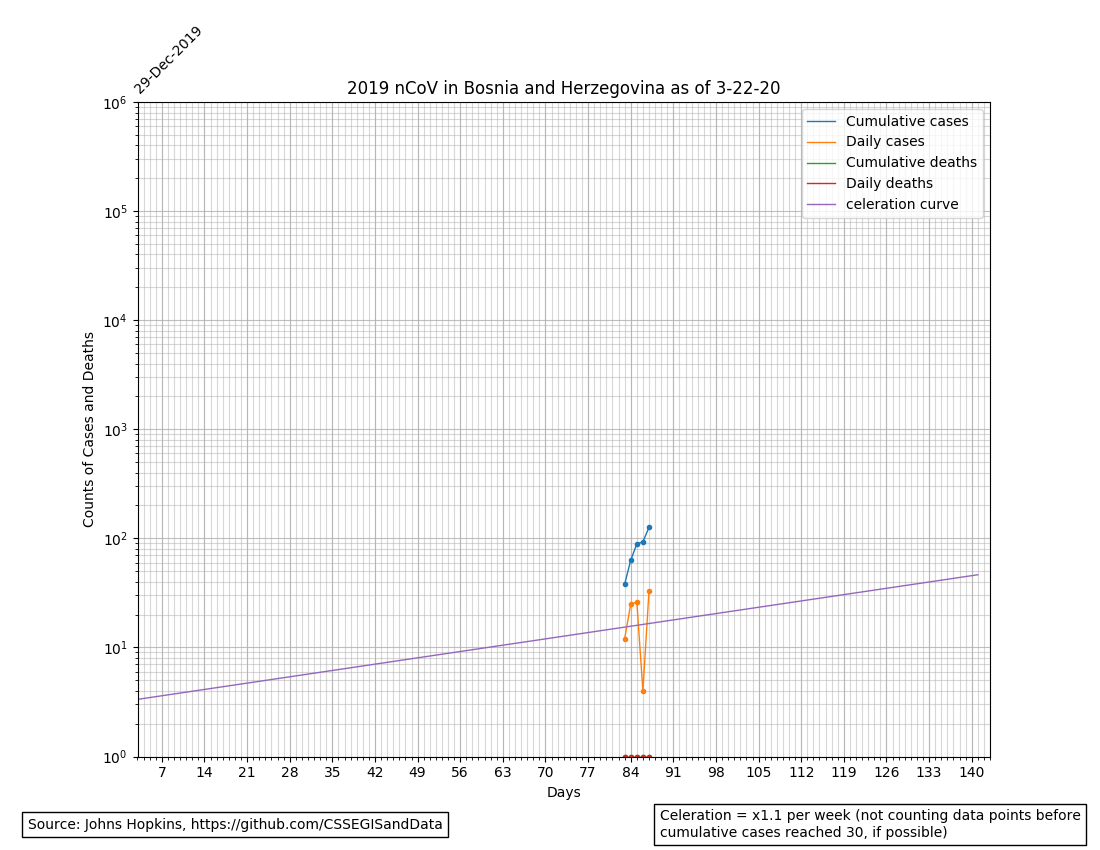 29-Dec-2019
2019 nCoV in Bosnia and Herzegovina as of 3-22-20
Cumulative cases
Daily cases
Cumulative deaths
Daily deaths
celeration curve
Counts of Cases and Deaths
10^6
10^5
10^4
10^3
10^2
10^1
10^0
7 14 21 28 35 42 49 56 63 70 77 84 91 98 105 112 119 126 133 140
Days
Source: Johns Hopkins, https://github.com/CSSEGISandData
Celeration = x1.1 per week (not counting data points before
cumulative cases reached 30, if possible)